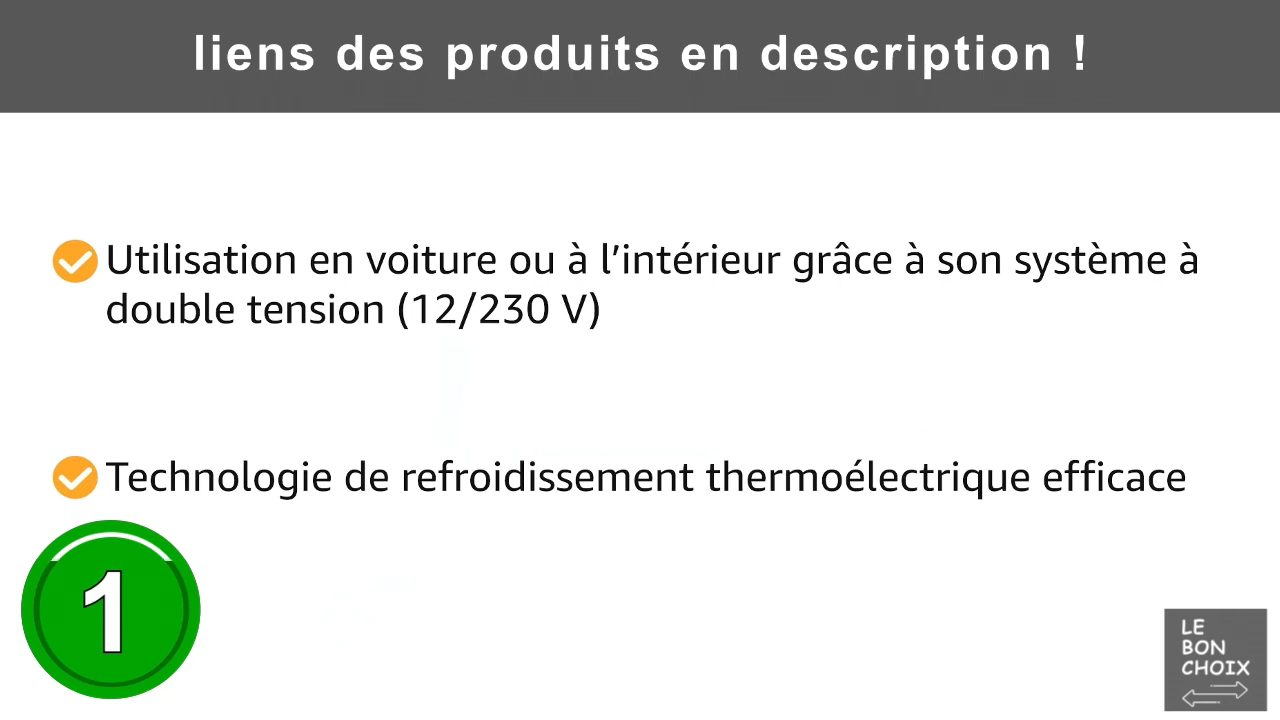 liens des produits en description !
Utilisation en voiture ou à l’intérieur grâce à son système à
double tension (12/230 V)
Technologie de refroidissement thermoélectrique efficace
1
LE
BON
CHOIX